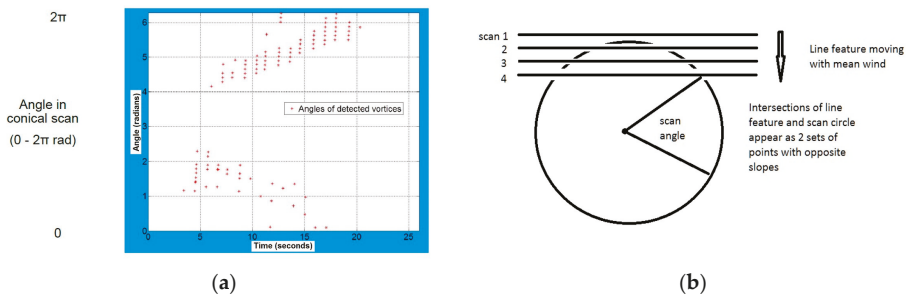 2π
Angle in
conical scan
(0 - 2π rad)
0
Angle (radians)
6
5
4
3
2
1
0
0
5
10
15
20
25
Time (seconds)
+ Angles of detected vortices
(a)
scan 1
2
3
4
Line feature moving
with mean wind
scan
angle
Intersections of line
feature and scan circle
appear as 2 sets of
points with opposite
slopes
(b)